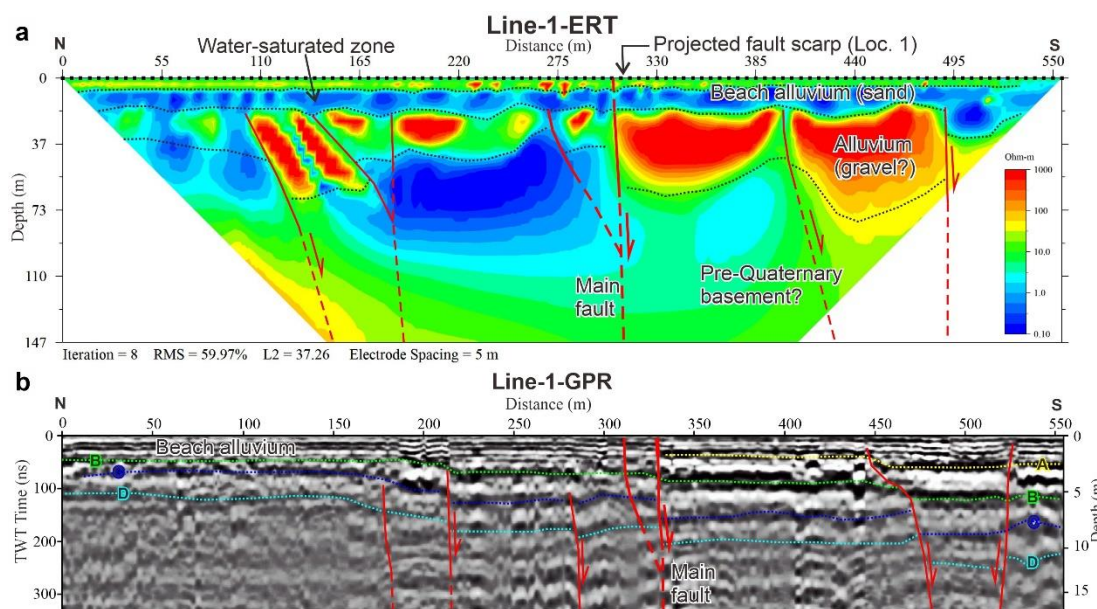 a
Line-1-ERT
N
Water-saturated zone
Distance (m)
Projected fault scarp (Loc. 1)
S
0 55 110 165 220 275 330 385 440 495 550
0
37
73
110
147
Depth (m)
Beach alluvium (sand)
Alluvium
(gravel?)
Ohm-m
1000
100
10.0
1.0
0.10
Main
fault
Pre-Quaternary
basement?
Iteration = 8 RMS = 59.97% L2 = 37.26 Electrode Spacing = 5 m
b
Line-1-GPR
N
Distance (m)
S
0 50 100 150 200 250 300 350 400 450 500 55
0
100
200
300
TWT Time (ns)
Beach alluvium
B
D
A
B
C
D
Main
fault
0
5
10
15
Depth (m)